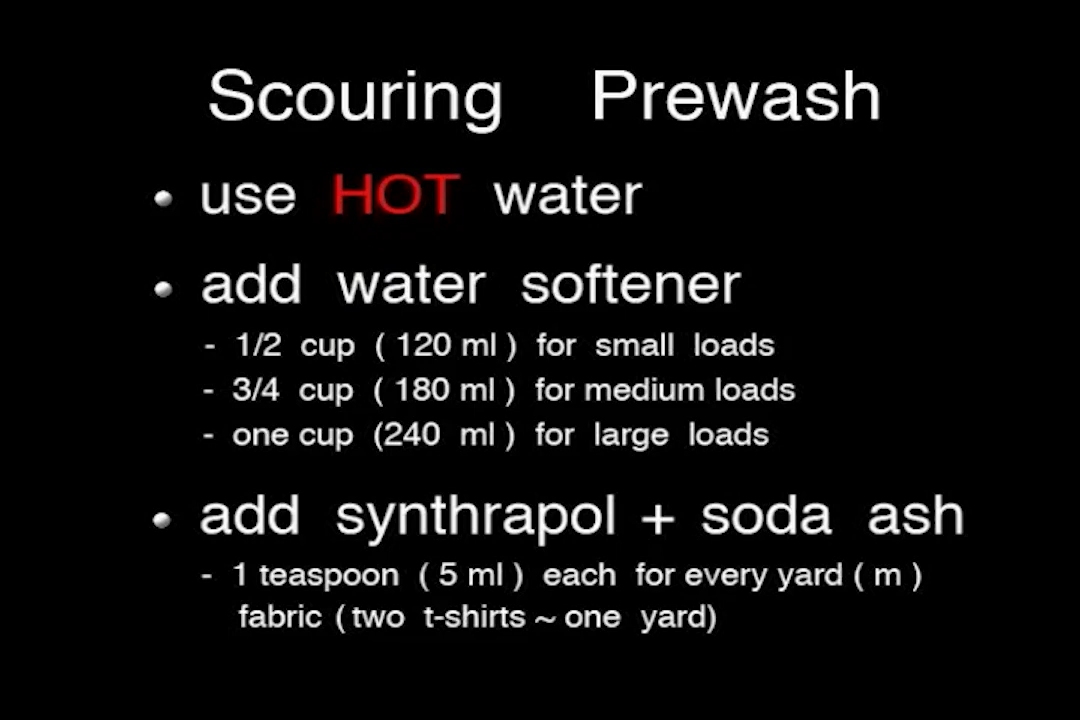 Scouring Prewash
• use HOT water
• add water softener
- 1/2 cup ( 120 ml ) for small loads
- 3/4 cup ( 180 ml ) for medium loads
- one cup (240 ml ) for large loads
• add synthrapol + soda ash
- 1 teaspoon ( 5 ml ) each for every yard ( m )
fabric ( two t-shirts ~ one yard)